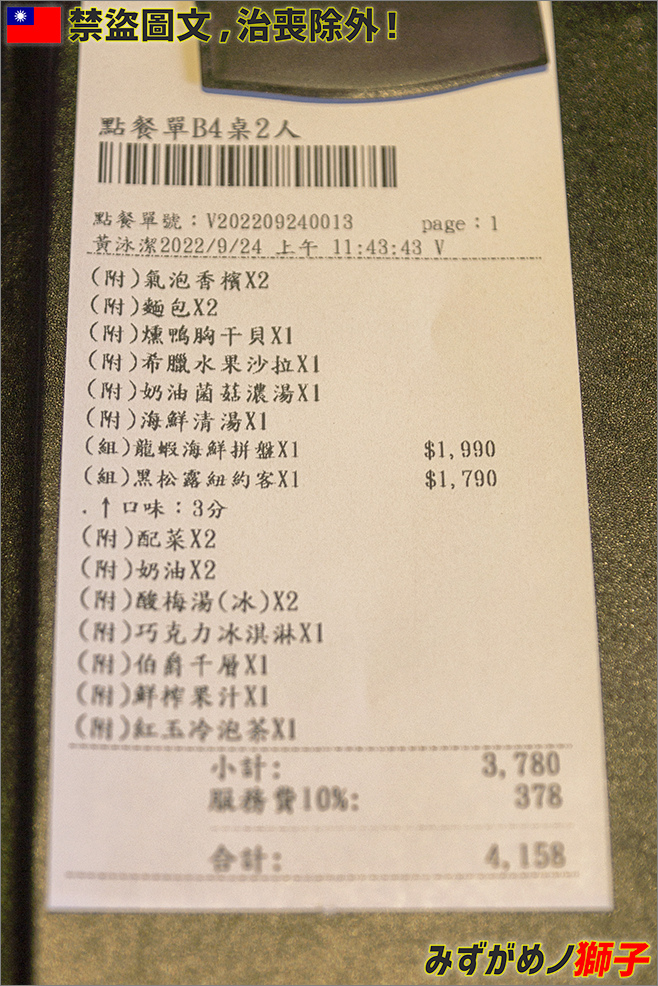 禁盜圖文,治喪除外!
點餐單B4桌2人
點餐單號:V202209240013 page:1
黃泳潔2022/9/24 上午 11:43:43 V
(附)氣泡香檳X2
(附)麵包X2
(附)燻鴨胸干貝X1
(附)希臘水果沙拉X1
(附)奶油菌菇濃湯X1
(附)海鮮清湯X1
(組)龍蝦海鮮拼盤X1 $1,990
(組)黑松露紐約客X1 $1,790
.↑口味:3分
(附)配菜X2
(附)奶油X2
(附)酸梅湯(冰)X2
(附)巧克力冰淇淋X1
(附)伯爵千層X1
(附)鮮榨果汁X1
(附)紅玉冷泡茶X1
小計: 3,780
服務費10%: 378
合計: 4,158
みずがめノ獅子